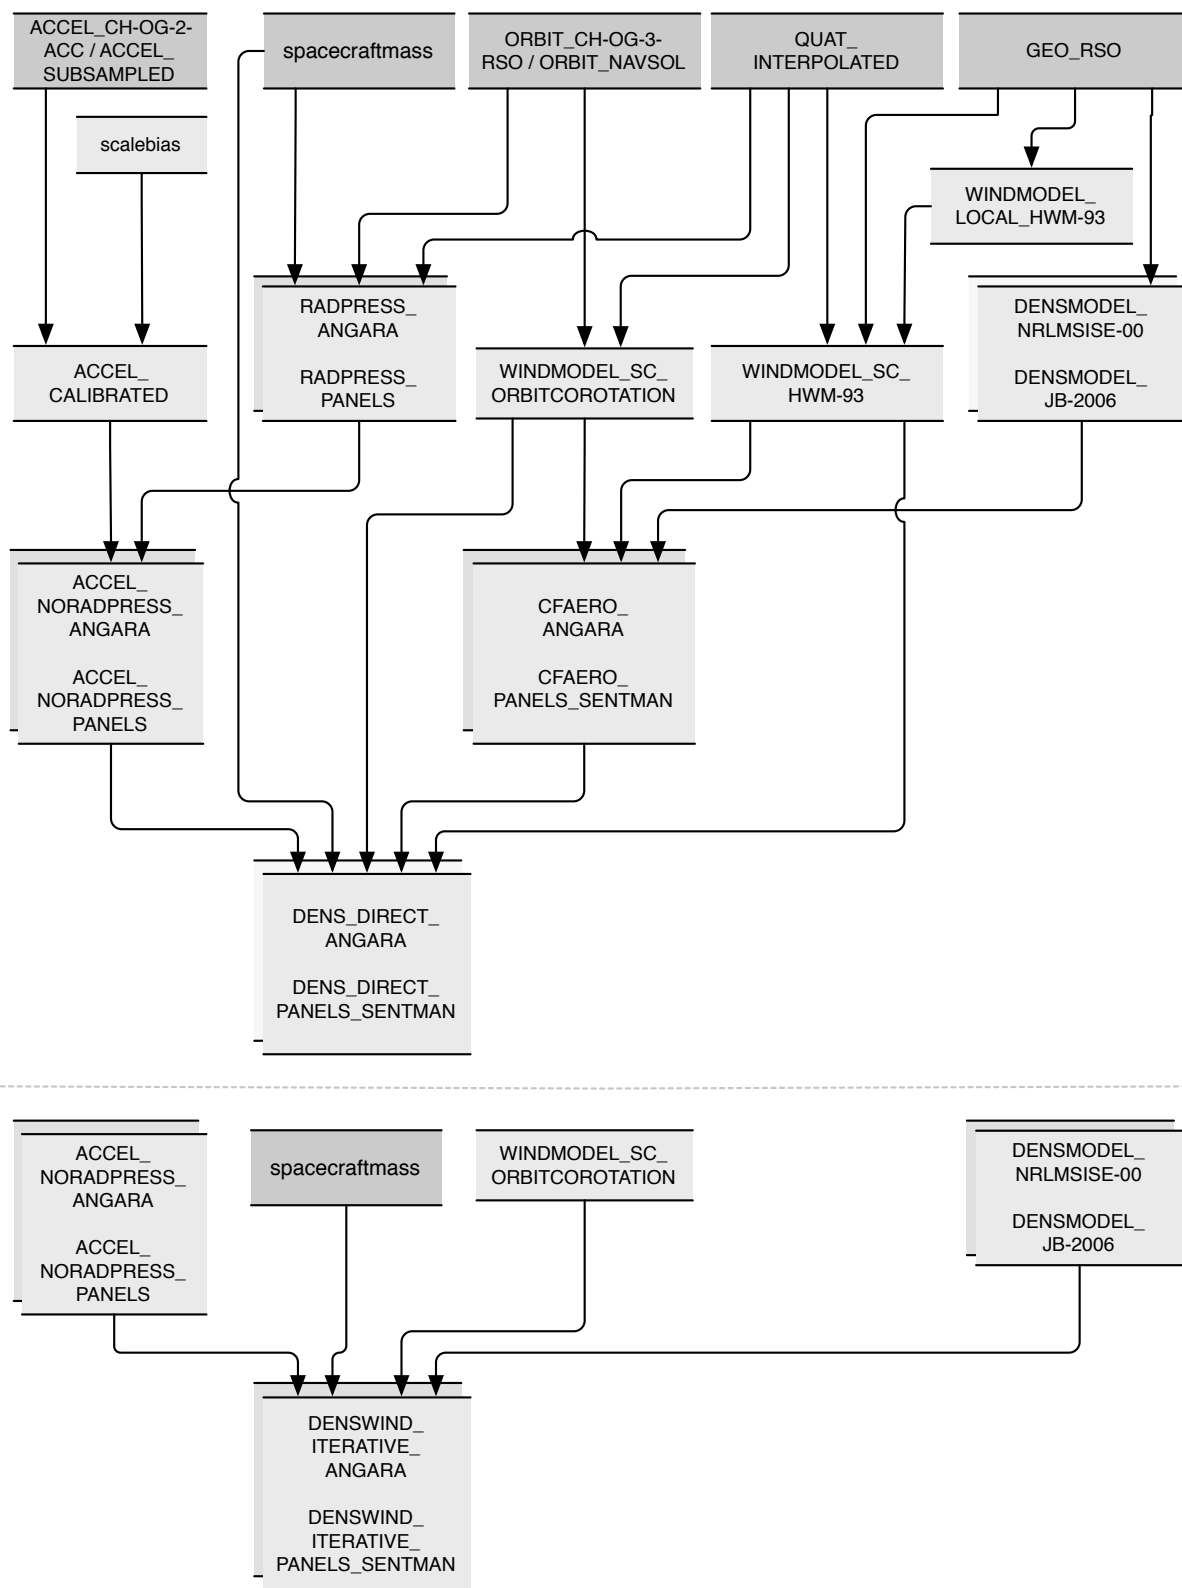 ACCEL_CH-OG-2-
ACC / ACCEL_
SUBSAMPLED
spacecraftmass
ORBIT_CH-OG-3-
RSO / ORBIT_NAVSOL
QUAT_
INTERPOLATED
GEO_RSO
scalebias
WINDMODEL_
LOCAL_HWM-93
RADPRESS_
ANGARA
RADPRESS_
PANELS
DENSMODEL_
NRLMSISE-00
DENSMODEL_
JB-2006
ACCEL_
CALIBRATED
WINDMODEL_SC_
ORBITCOROTATION
WINDMODEL_SC_
HWM-93
ACCEL_
NORADPRESS_
ANGARA
ACCEL_
NORADPRESS_
PANELS
CFAERO_
ANGARA
CFAERO_
PANELS_SENTMAN
DENS_DIRECT_
ANGARA
DENS_DIRECT_
PANELS_SENTMAN
ACCEL_
NORADPRESS_
ANGARA
ACCEL_
NORADPRESS_
PANELS
spacecraftmass
WINDMODEL_SC_
ORBITCOROTATION
DENSMODEL_
NRLMSISE-00
DENSMODEL_
JB-2006
DENSWIND_
ITERATIVE_
ANGARA
DENSWIND_
ITERATIVE_
PANELS_SENTMAN